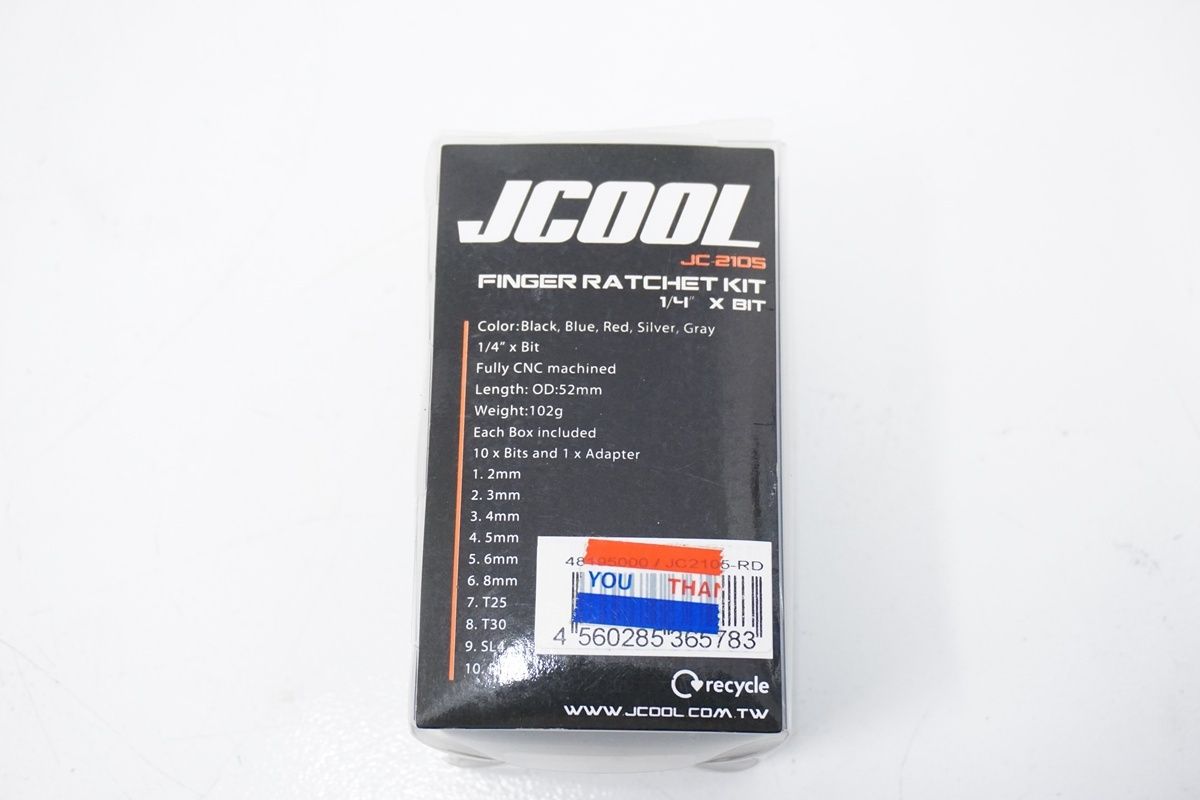 JCOOL
JC-2105
FINGER RATCHET KIT
1/4" X BIT
Color:Black, Blue, Red, Silver, Gray
1/4" x Bit
Fully CNC machined
Length: OD:52mm
Weight:102g
Each Box included
10 x Bits and 1 x Adapter
1. 2mm
2. 3mm
3. 4mm
4. 5mm
5. 6mm
6. 8mm
7. T25
8. T30
9. SL4
10.
48195000 / JC2105-RD
YOU THAN
4 560285 365783
recycle
WWW.JCOOL.COM.TW